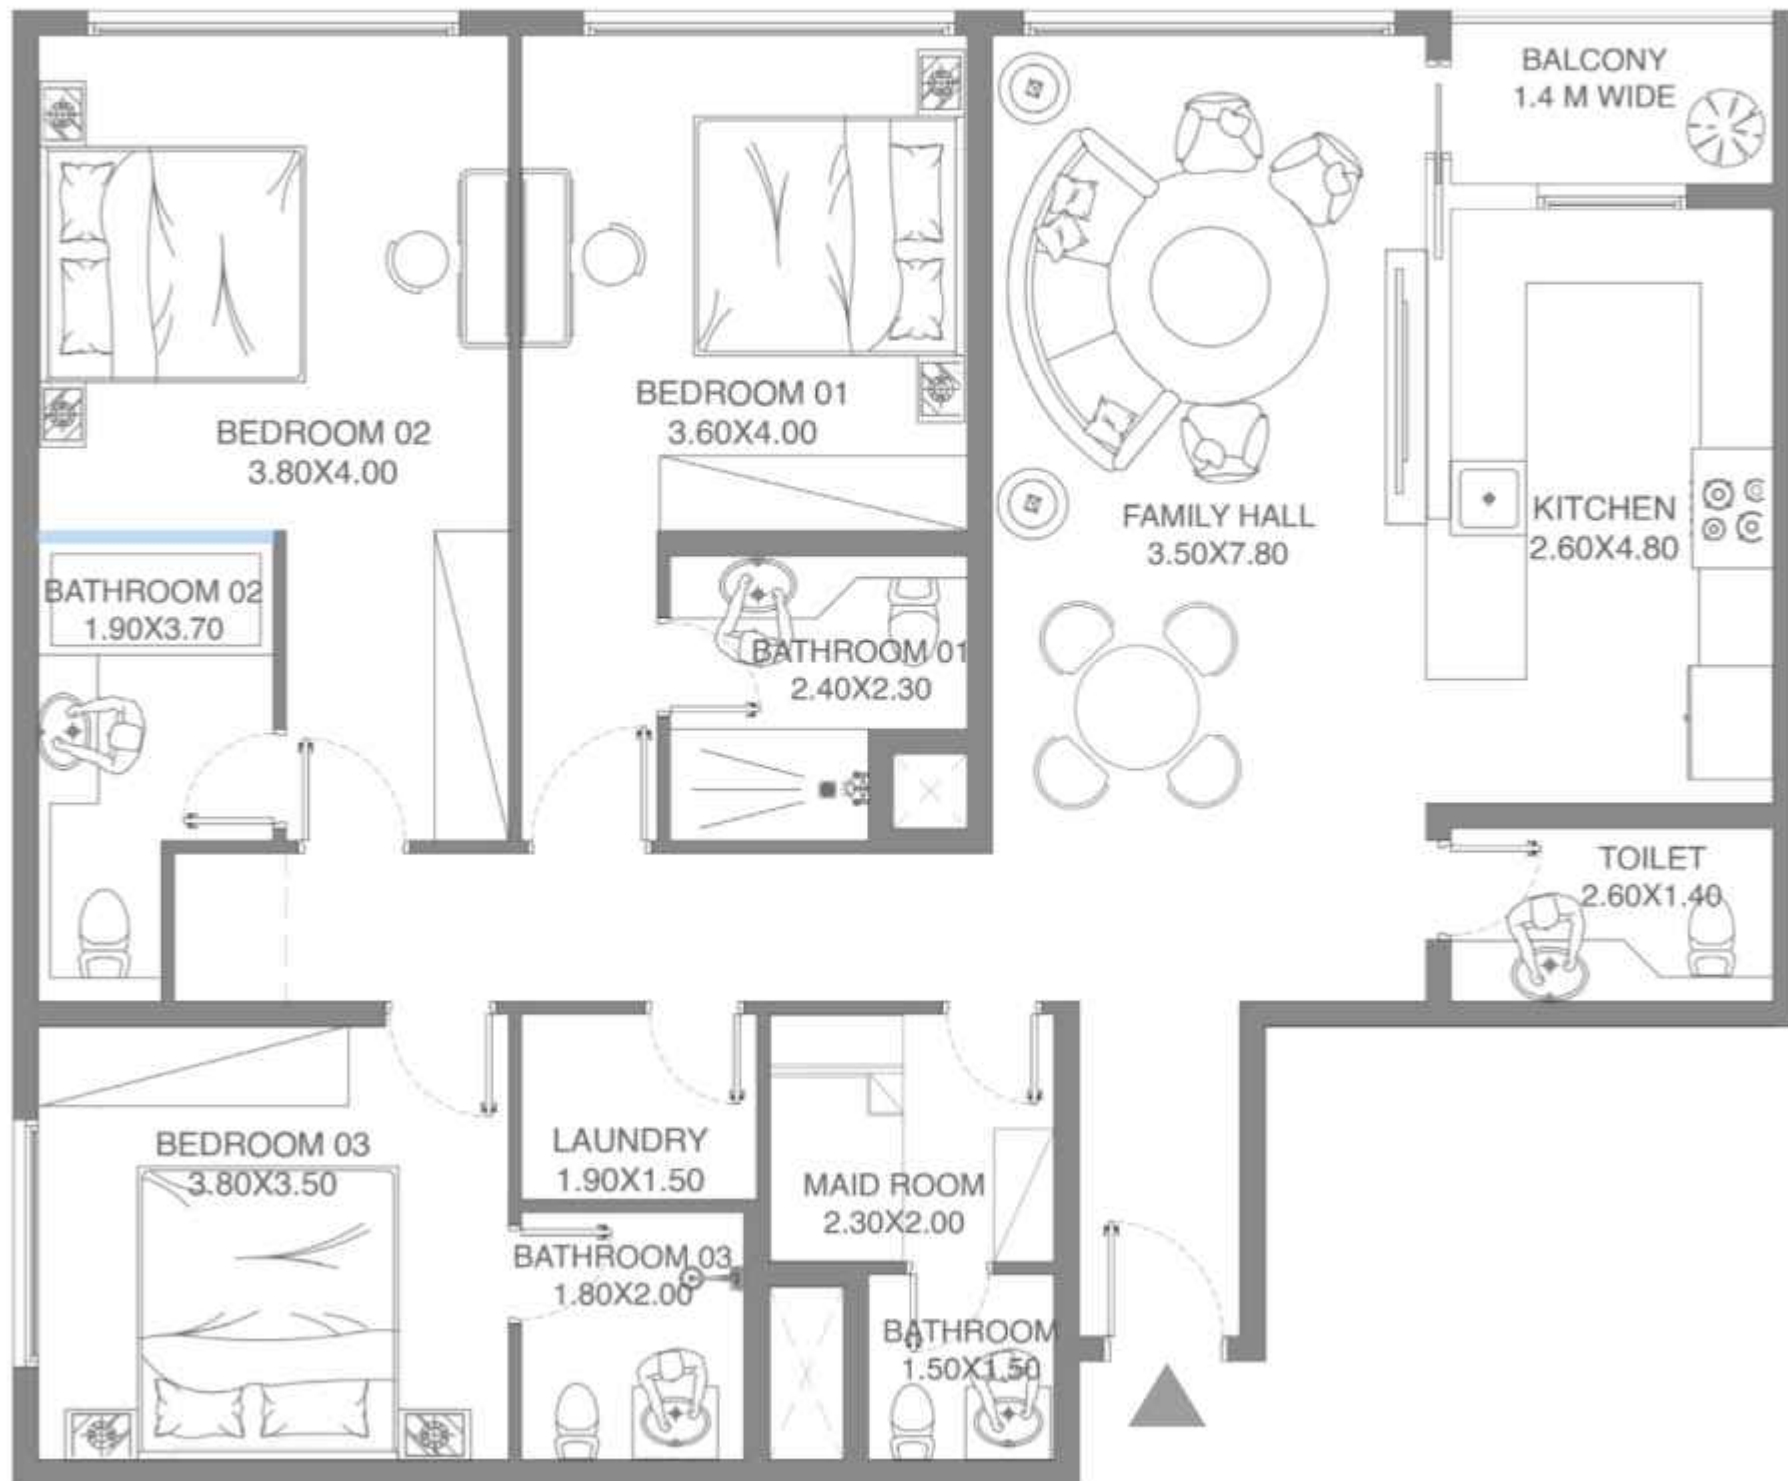 BALCONY
1.4 M WIDE
BEDROOM 01
3.60X4.00
BEDROOM 02
3.80X4.00
FAMILY HALL
3.50X7.80
KITCHEN
2.60X4.80
BATHROOM 02
1.90X3.70
BATHROOM 01
2.40X2.30
TOILET
2.60X1.40
BEDROOM 03
3.80X3.50
LAUNDRY
1.90X1.50
MAID ROOM
2.30X2.00
BATHROOM 03
1.80X2.00
BATHROOM
1.50X1.50